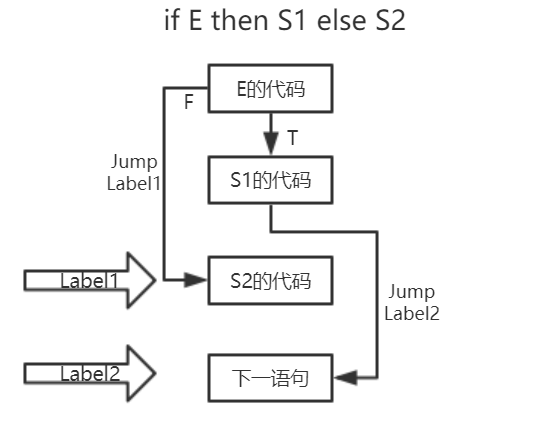 if E then S1 else S2
E的代码
F
T
Jump
Label1
S1的代码
Label1
S2的代码
Jump
Label2
Label2
下一语句